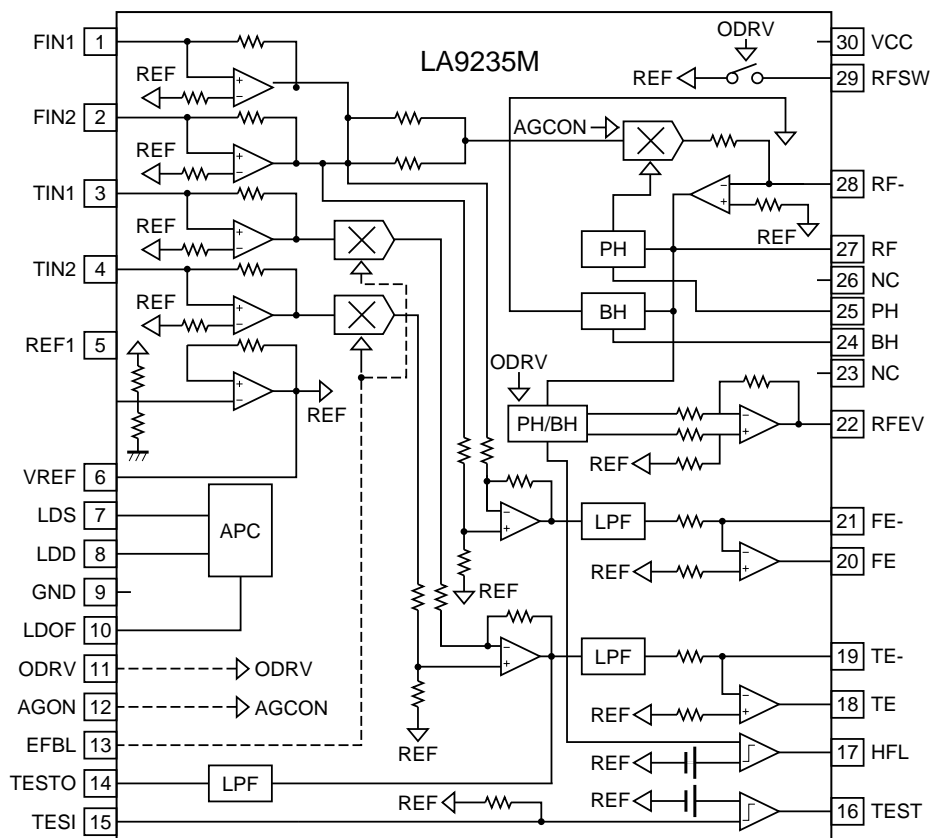 LA9235M
FIN1 1
FIN2 2
TIN1 3
TIN2 4
REF1 5
VREF 6
LDS 7
LDD 8
GND 9
LDOF 10
ODRV 11
AGON 12
EFBL 13
TESTO 14
TESI 15
REF
REF
REF
REF
REF
APC
ODRV
AGCON
LPF
REF
REF
REF
ODRV
REF
AGCON
PH
BH
REF
ODRV
PH/BH
REF
LPF
REF
LPF
REF
REF
REF
30 VCC
29 RFSW
28 RF-
27 RF
26 NC
25 PH
24 BH
23 NC
22 RFEV
21 FE-
20 FE
19 TE-
18 TE
17 HFL
16 TEST